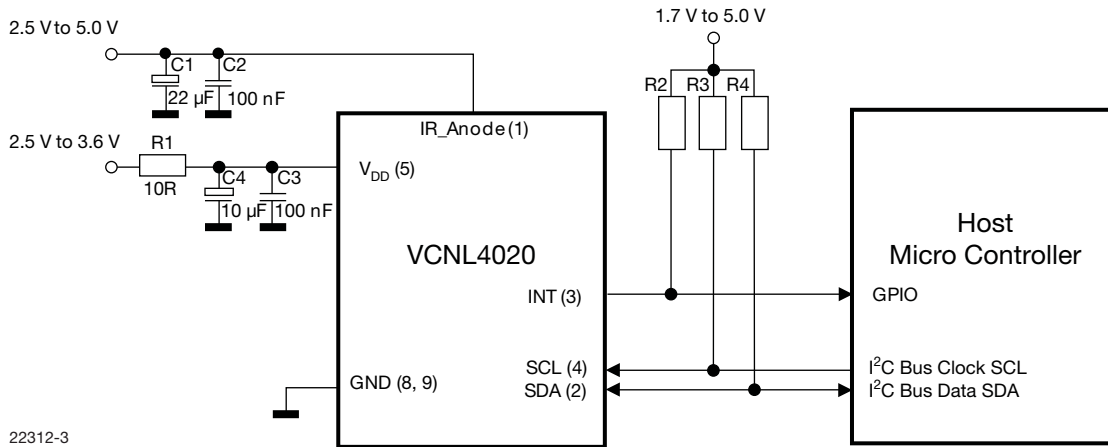 1.7 V to 5.0 V
2.5 V to 5.0 V
C1
C2
22 µF
100 nF
R2
R3
R4
IR_Anode (1)
2.5 V to 3.6 V
R1
10R
C4
C3
10 µF
100 nF
V_DD (5)
VCNL4020
Host
Micro Controller
INT (3)
GPIO
GND (8, 9)
SCL (4)
I²C Bus Clock SCL
SDA (2)
I²C Bus Data SDA
22312-3